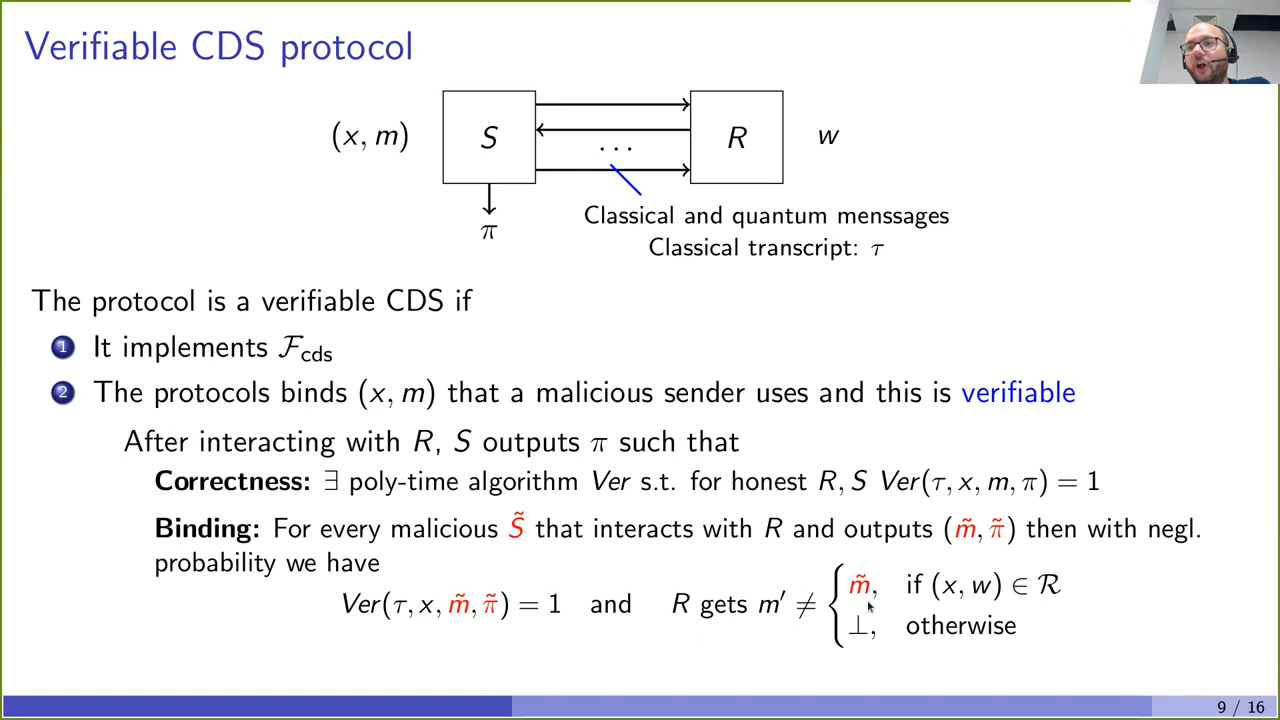 Verifiable CDS protocol
(x, m) S . . . R w
π
Classical and quantum menssages
Classical transcript: τ
The protocol is a verifiable CDS if
1 It implements ℱcds
2 The protocols binds (x, m) that a malicious sender uses and this is verifiable
After interacting with R, S outputs π such that
Correctness: ∃ poly-time algorithm Ver s.t. for honest R, S Ver(τ, x, m, π) = 1
Binding: For every malicious S̃ that interacts with R and outputs (m̃, π̃) then with negl.
probability we have
Ver(τ, x, m̃, π̃) = 1 and R gets m′ ≠ { m̃, if (x, w) ∈ ℛ
⊥, otherwise
9 / 16